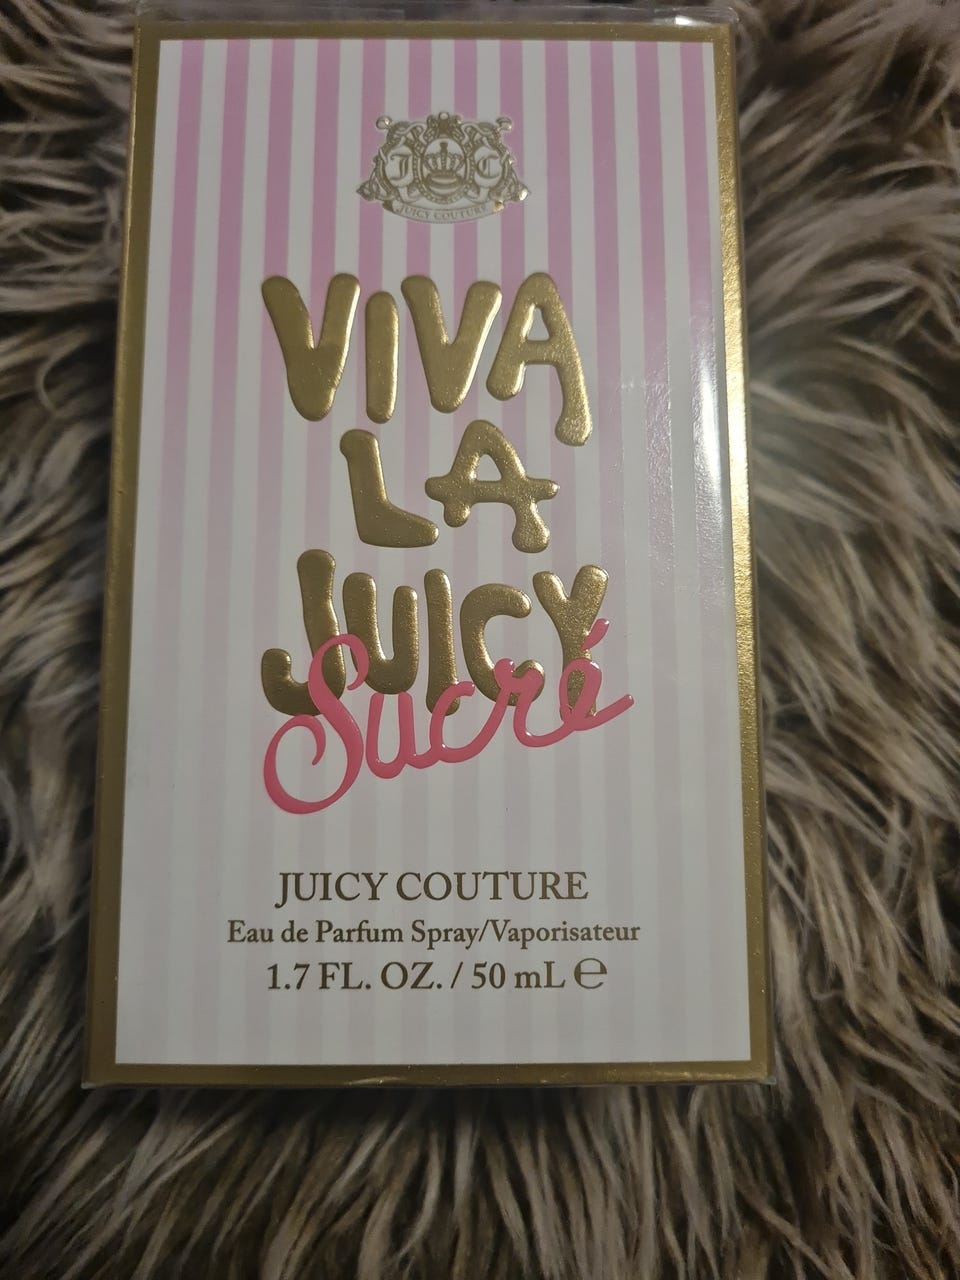 J C
JUICY COUTURE
VIVA
LA
JUICY
Sucré
JUICY COUTURE
Eau de Parfum Spray/Vaporisateur
1.7 FL. OZ. / 50 mL ℮